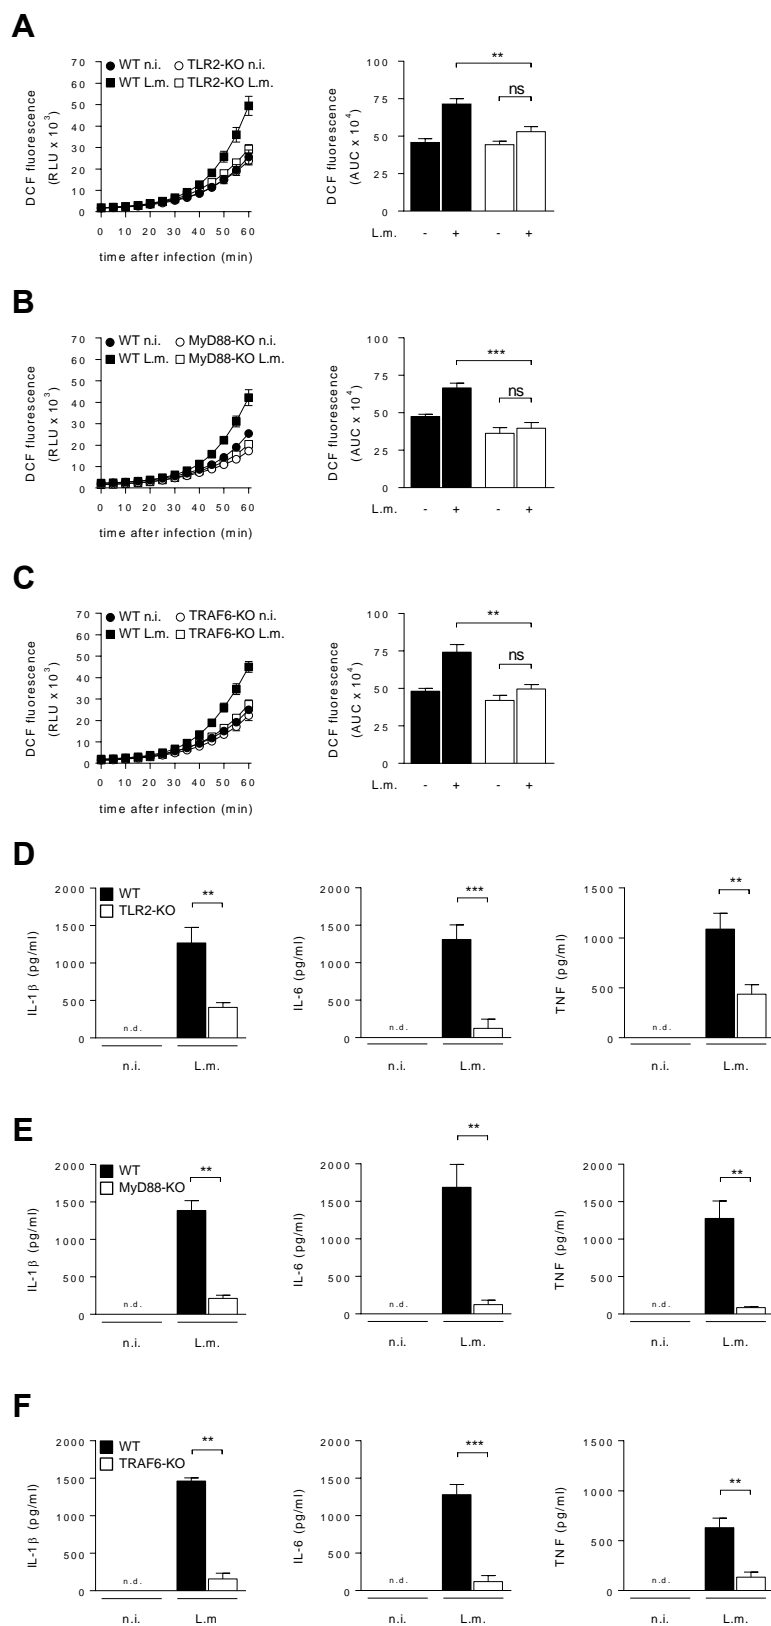 A
WT n.i. TLR2-KO n.i.
WT L.m. TLR2-KO L.m.
DCF fluorescence
(RLU x 10³)
70
60
50
40
30
20
10
0
0 10 20 30 40 50 60
time after infection (min)
**
ns
DCF fluorescence
(AUC x 10⁴)
100
75
50
25
0
L.m. - + - +
B
WT n.i. MyD88-KO n.i.
WT L.m. MyD88-KO L.m.
DCF fluorescence
(RLU x 10³)
70
60
50
40
30
20
10
0
0 10 20 30 40 50 60
time after infection (min)
***
ns
DCF fluorescence
(AUC x 10⁴)
100
75
50
25
0
L.m. - + - +
C
WT n.i. TRAF6-KO n.i.
WT L.m. TRAF6-KO L.m.
DCF fluorescence
(RLU x 10³)
70
60
50
40
30
20
10
0
0 10 20 30 40 50 60
time after infection (min)
**
ns
DCF fluorescence
(AUC x 10⁴)
100
75
50
25
0
L.m. - + - +
D
WT
TLR2-KO
**
IL-1β (pg/ml)
2000
1500
1000
500
0
n.d.
n.i. L.m.
***
IL-6 (pg/ml)
2000
1500
1000
500
0
n.d.
n.i. L.m.
**
TNF (pg/ml)
1500
1000
500
0
n.d.
n.i. L.m.
E
WT
MyD88-KO
**
IL-1β (pg/ml)
2000
1500
1000
500
0
n.d.
n.i. L.m.
**
IL-6 (pg/ml)
2000
1500
1000
500
0
n.d.
n.i. L.m.
**
TNF (pg/ml)
1500
1000
500
0
n.d.
n.i. L.m.
F
WT
TRAF6-KO
**
IL-1β (pg/ml)
2000
1500
1000
500
0
n.d.
n.i. L.m
***
IL-6 (pg/ml)
2000
1500
1000
500
0
n.d.
n.i. L.m.
**
TNF (pg/ml)
1500
1000
500
0
n.d.
n.i. L.m.